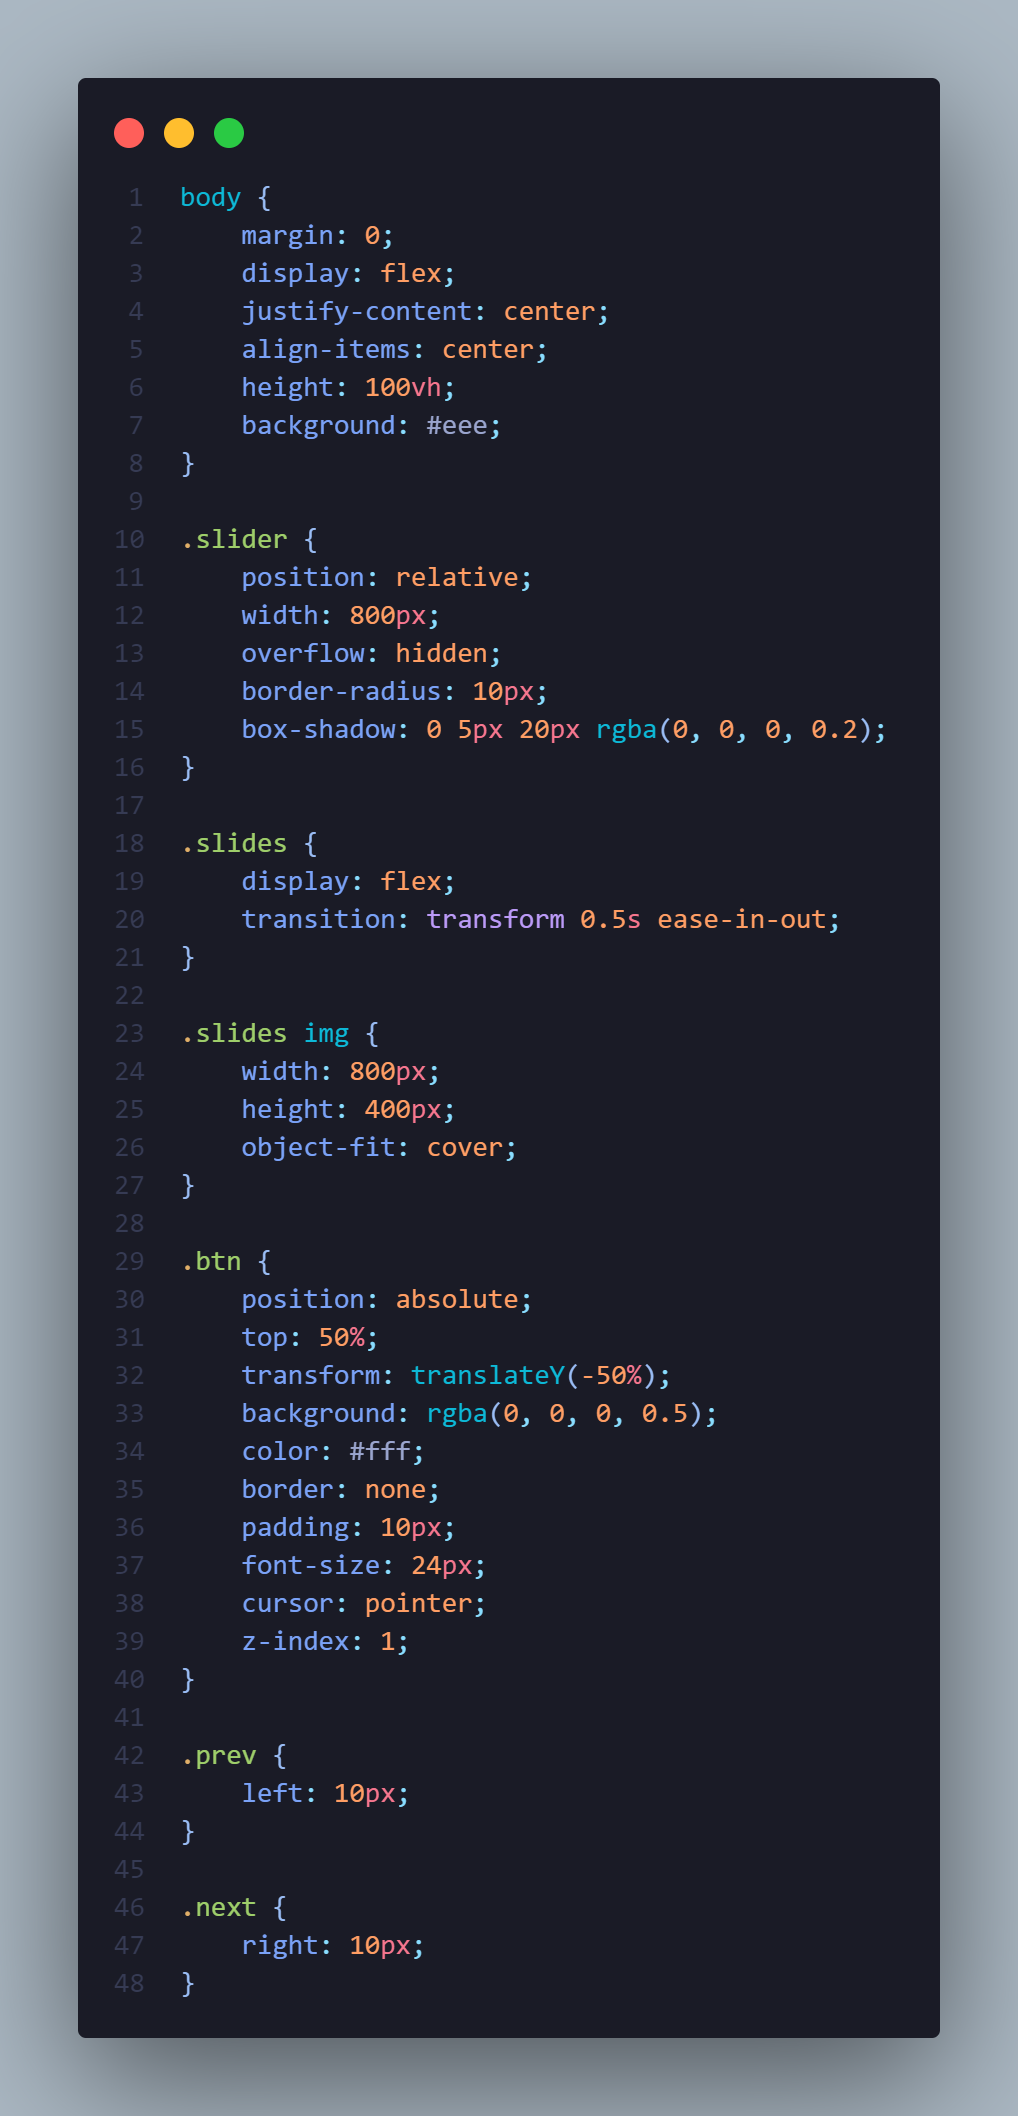 1 body {
2     margin: 0;
3     display: flex;
4     justify-content: center;
5     align-items: center;
6     height: 100vh;
7     background: #eee;
8 }
9
10 .slider {
11     position: relative;
12     width: 800px;
13     overflow: hidden;
14     border-radius: 10px;
15     box-shadow: 0 5px 20px rgba(0, 0, 0, 0.2);
16 }
17
18 .slides {
19     display: flex;
20     transition: transform 0.5s ease-in-out;
21 }
22
23 .slides img {
24     width: 800px;
25     height: 400px;
26     object-fit: cover;
27 }
28
29 .btn {
30     position: absolute;
31     top: 50%;
32     transform: translateY(-50%);
33     background: rgba(0, 0, 0, 0.5);
34     color: #fff;
35     border: none;
36     padding: 10px;
37     font-size: 24px;
38     cursor: pointer;
39     z-index: 1;
40 }
41
42 .prev {
43     left: 10px;
44 }
45
46 .next {
47     right: 10px;
48 }